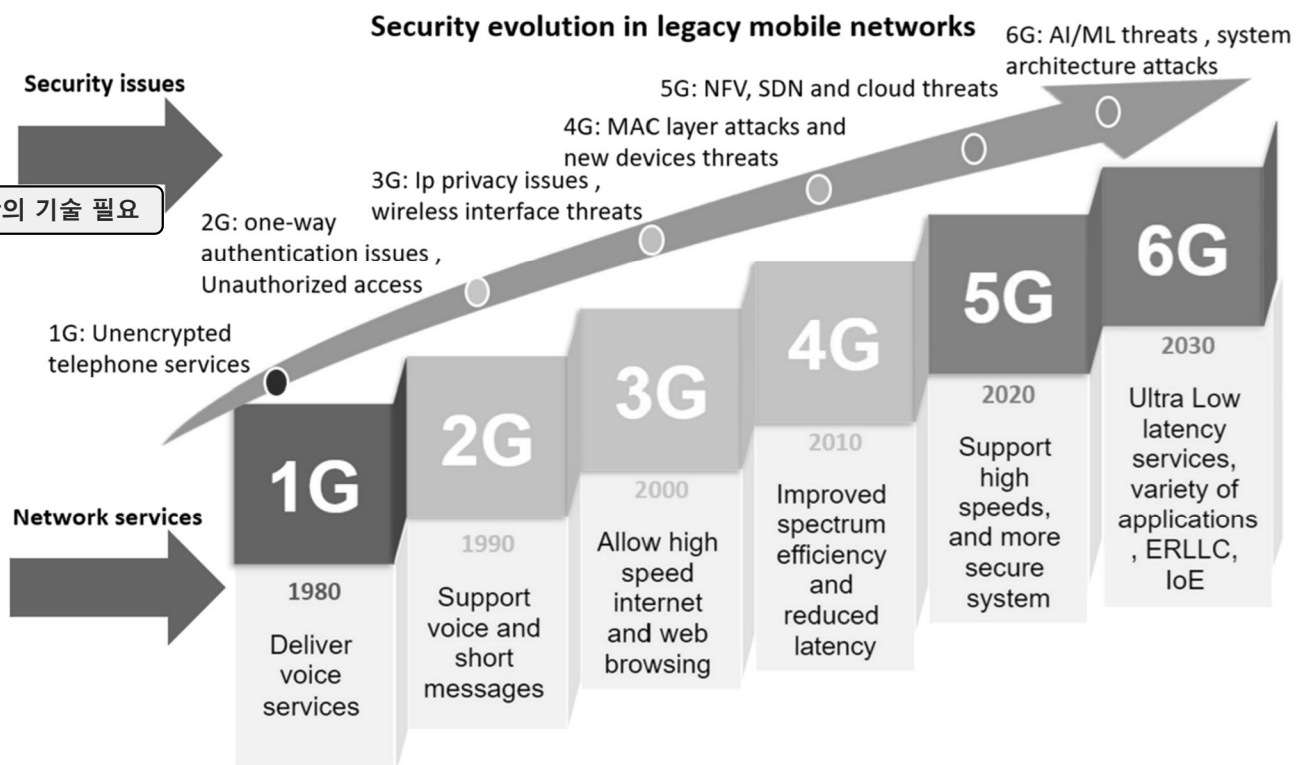 Security evolution in legacy mobile networks
Security issues
의 기술 필요
6G: AI/ML threats , system
architecture attacks
5G: NFV, SDN and cloud threats
4G: MAC layer attacks and
new devices threats
3G: Ip privacy issues ,
wireless interface threats
2G: one-way
authentication issues ,
Unauthorized access
1G: Unencrypted
telephone services
Network services
1G
1980
Deliver
voice
services
2G
1990
Support
voice and
short
messages
3G
2000
Allow high
speed
internet
and web
browsing
4G
2010
Improved
spectrum
efficiency
and
reduced
latency
5G
2020
Support
high
speeds,
and more
secure
system
6G
2030
Ultra Low
latency
services,
variety of
applications
, ERLLC,
IoE